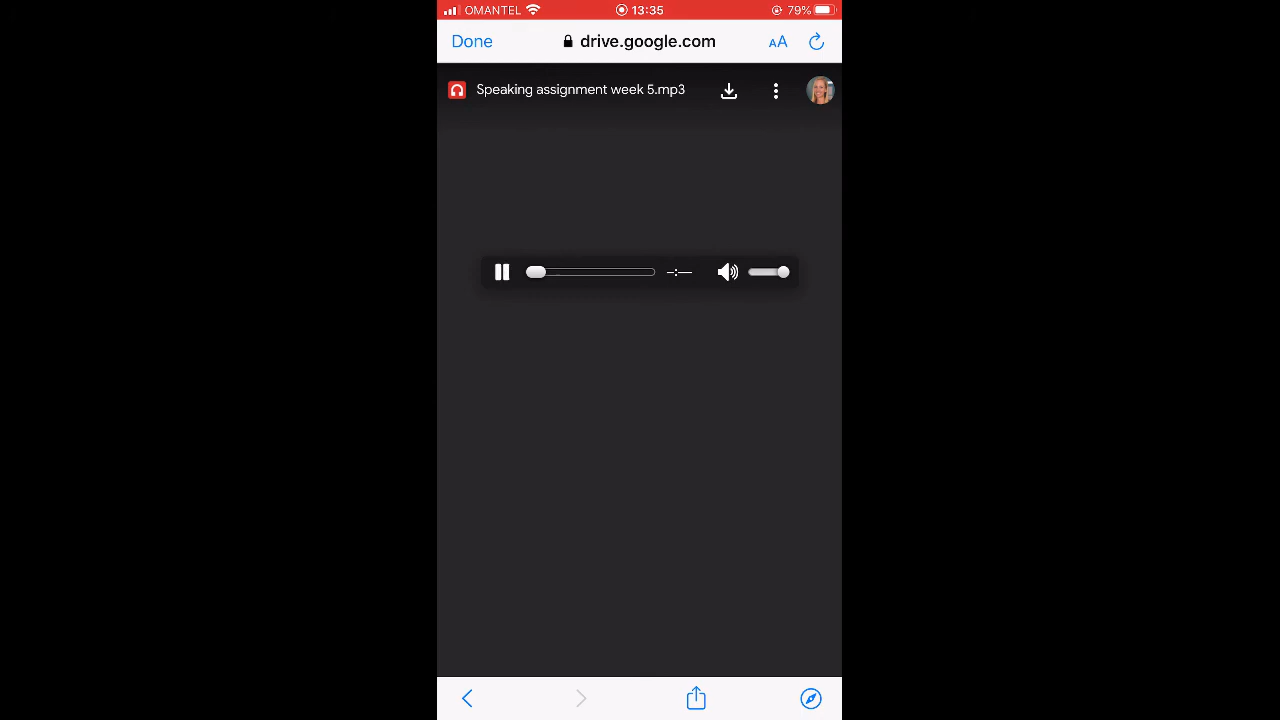 OMANTEL 13:35 79%
Done drive.google.com AA
Speaking assignment week 5.mp3
-:--